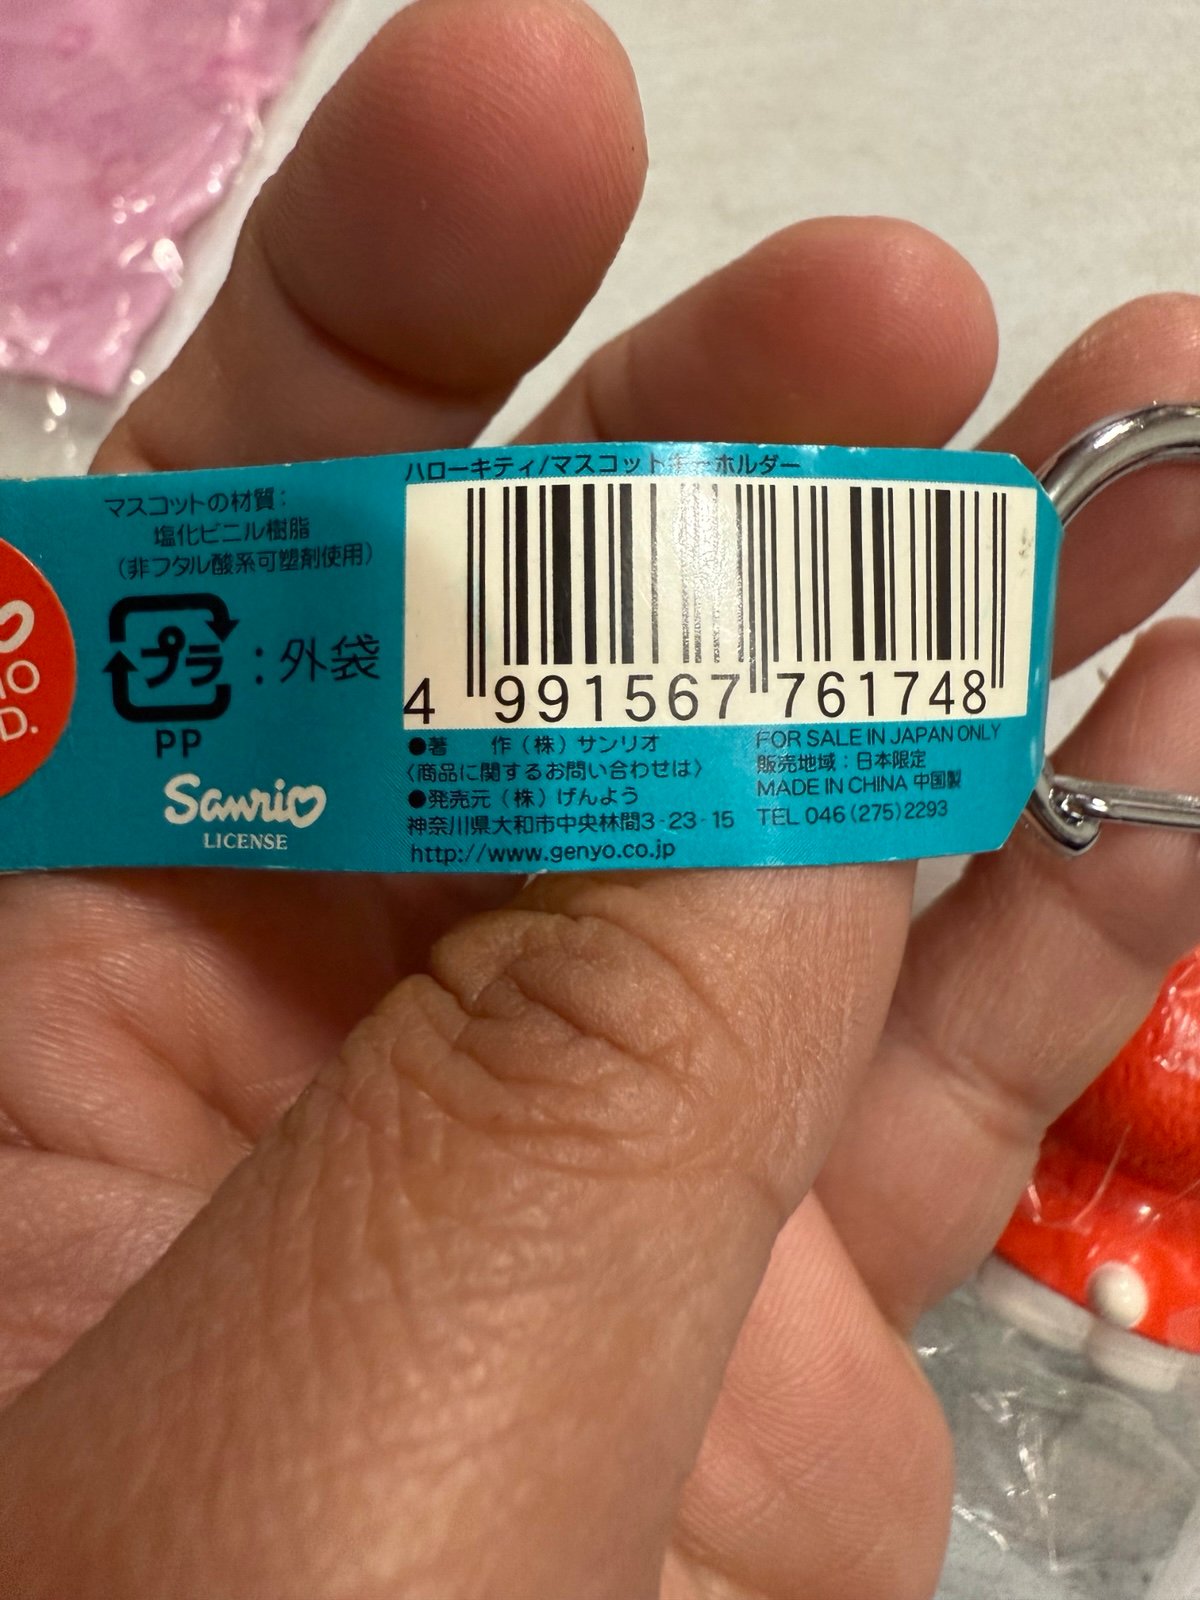 ハローキティ/マスコットキーホルダー
マスコットの材質：
塩化ビニル樹脂
（非フタル酸系可塑剤使用）
プラ
：外袋
PP
Sanrio
LICENSE
4 991567 761748
●著　作（株）サンリオ
〈商品に関するお問い合わせは〉
●発売元（株）げんよう
神奈川県大和市中央林間3-23-15
http://www.genyo.co.jp
FOR SALE IN JAPAN ONLY
販売地域：日本限定
MADE IN CHINA 中国製
TEL 046(275)2293
D.